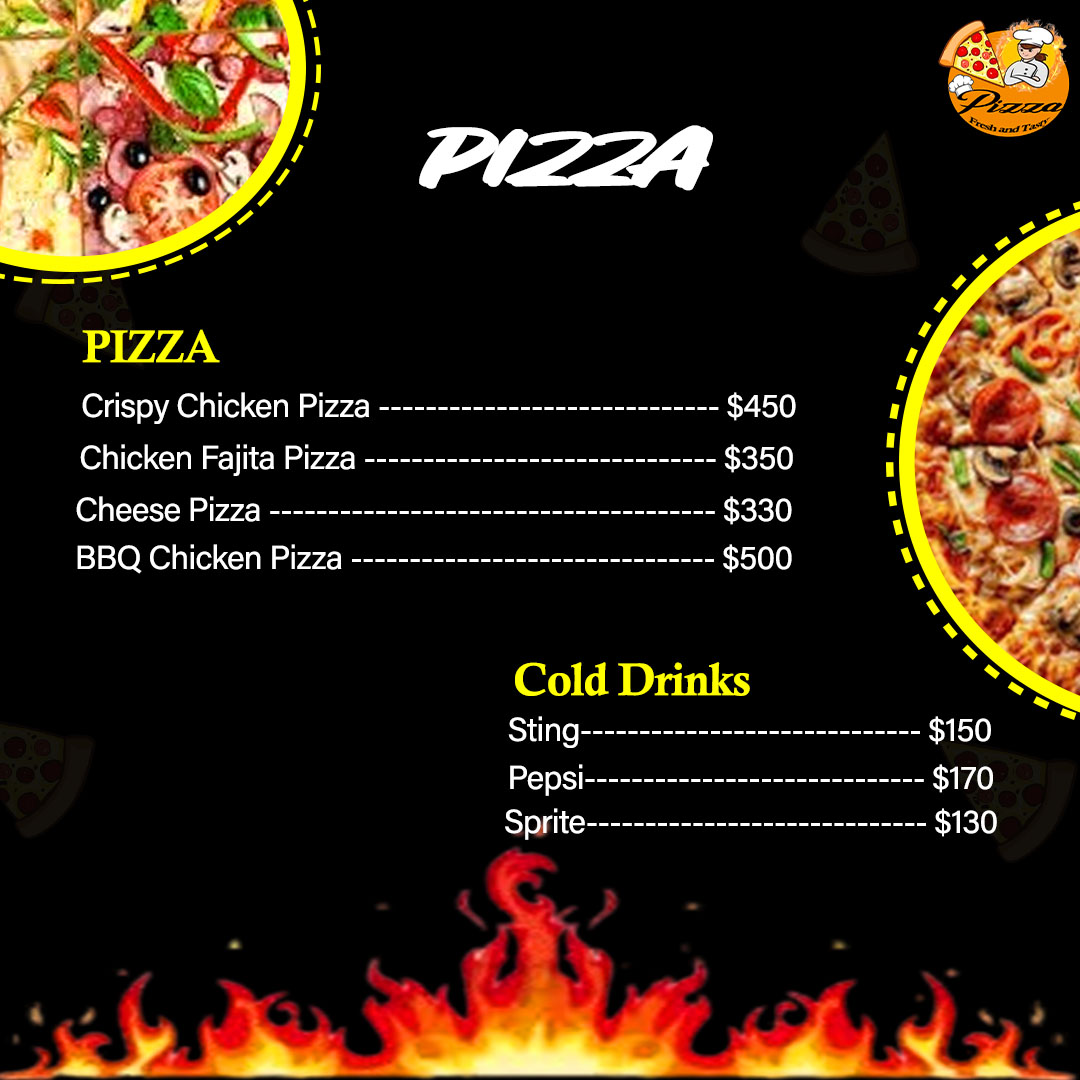 Pizza
Fresh and Tasty
PIZZA
PIZZA
Crispy Chicken Pizza ----------------------------- $450
Chicken Fajita Pizza ------------------------------ $350
Cheese Pizza -------------------------------------- $330
BBQ Chicken Pizza ------------------------------- $500
Cold Drinks
Sting----------------------------- $150
Pepsi----------------------------- $170
Sprite----------------------------- $130